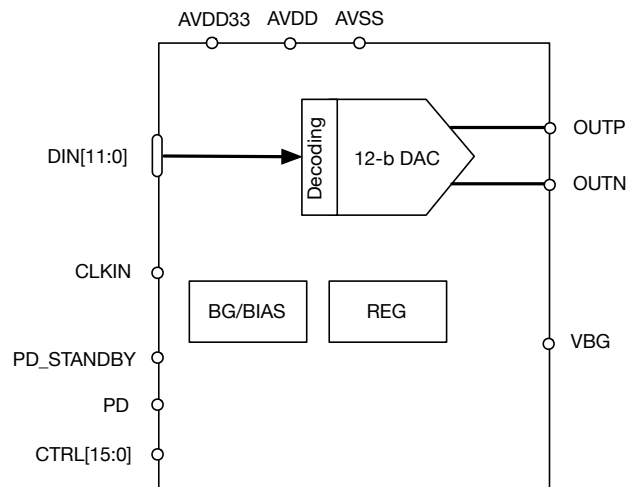 AVDD33 AVDD AVSS
DIN[11:0]
Decoding
12-b DAC
OUTP
OUTN
CLKIN
BG/BIAS
REG
VBG
PD_STANDBY
PD
CTRL[15:0]